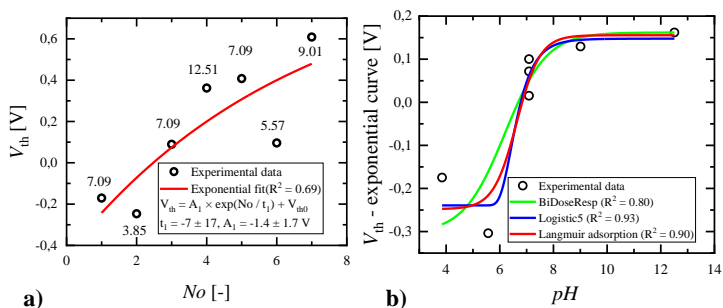 a)
V_th [V]
0,6
0,4
0,2
0,0
-0,2
-0,4
0 2 4 6 8
No [-]
7.09
3.85
7.09
12.51
7.09
5.57
9.01
Experimental data
Exponential fit(R² = 0.69)
V_th = A_1 × exp(No / t_1) + V_th0
t_1 = -7 ± 17, A_1 = -1.4 ± 1.7 V
b)
V_th - exponential curve [V]
0,2
0,1
0,0
-0,2
-0,3
4 6 8 10 12 14
pH
Experimental data
BiDoseResp (R² = 0.80)
Logistic5 (R² = 0.93)
Langmuir adsorption (R² = 0.90)